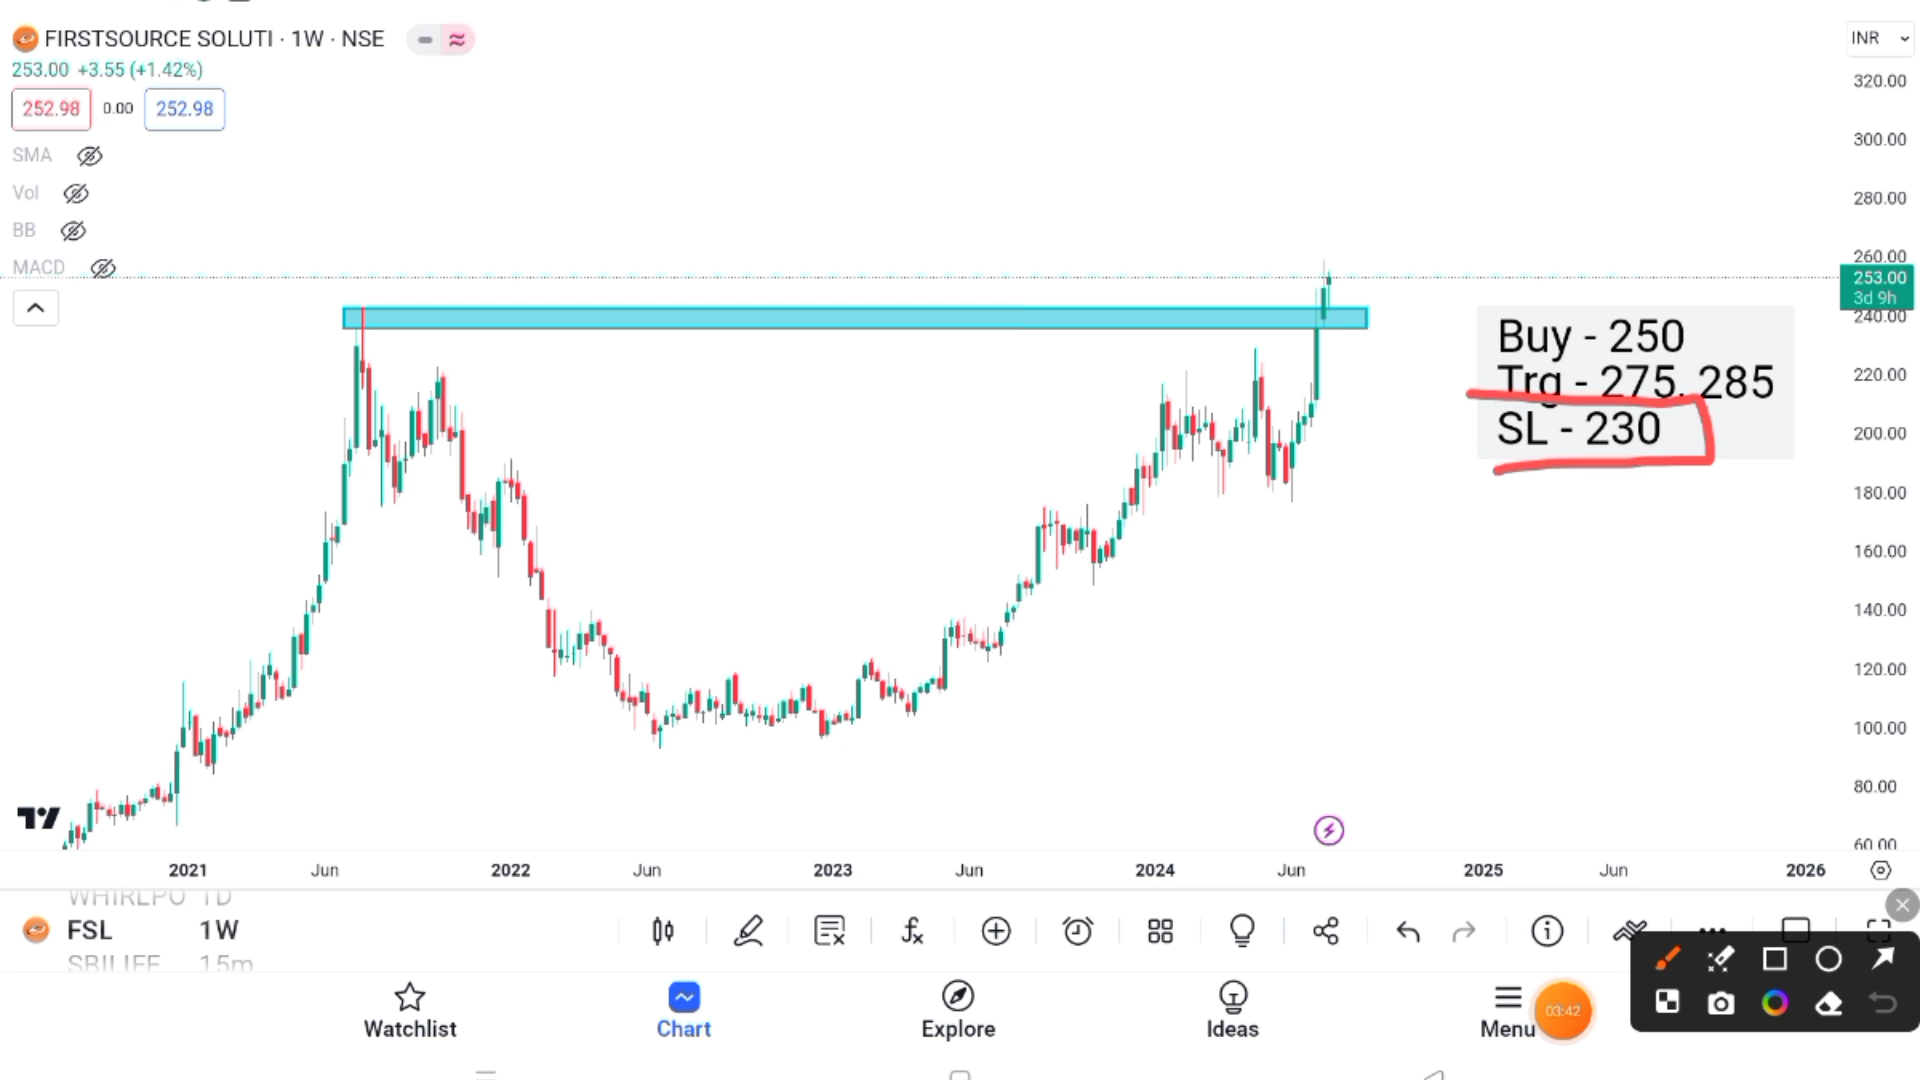 FIRSTSOURCE SOLUTI · 1W · NSE
INR
253.00 +3.55 (+1.42%)
252.98 0.00 252.98
SMA
Vol
BB
MACD
320.00
300.00
280.00
260.00
253.00
3d 9h
240.00
220.00
200.00
180.00
160.00
140.00
120.00
100.00
80.00
60.00
Buy - 250
Trg - 275, 285
SL - 230
2021 Jun 2022 Jun 2023 Jun 2024 Jun 2025 Jun 2026
WHIRLPO 1D
FSL 1W
SBILIFE 15m
Watchlist Chart Explore Ideas Menu
03:42